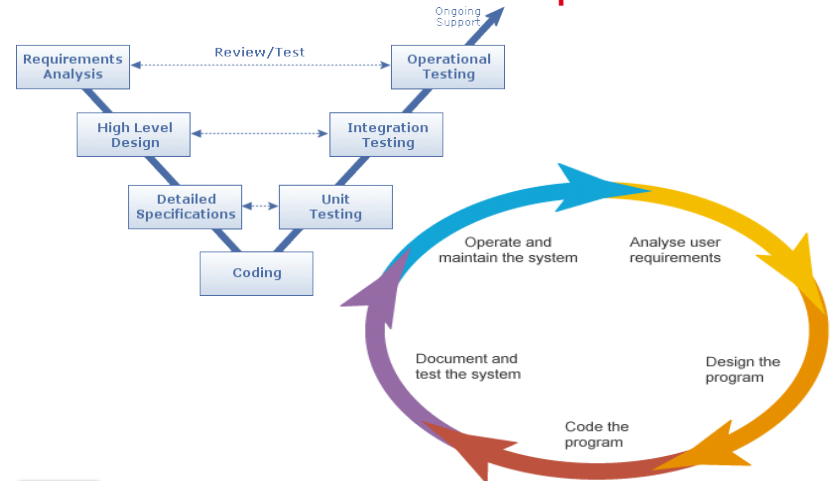 Ongoing
Support
Review/Test
Requirements
Analysis
Operational
Testing
High Level
Design
Integration
Testing
Detailed
Specifications
Unit
Testing
Coding
Operate and
maintain the system
Analyse user
requirements
Document and
test the system
Design the
program
Code the
program